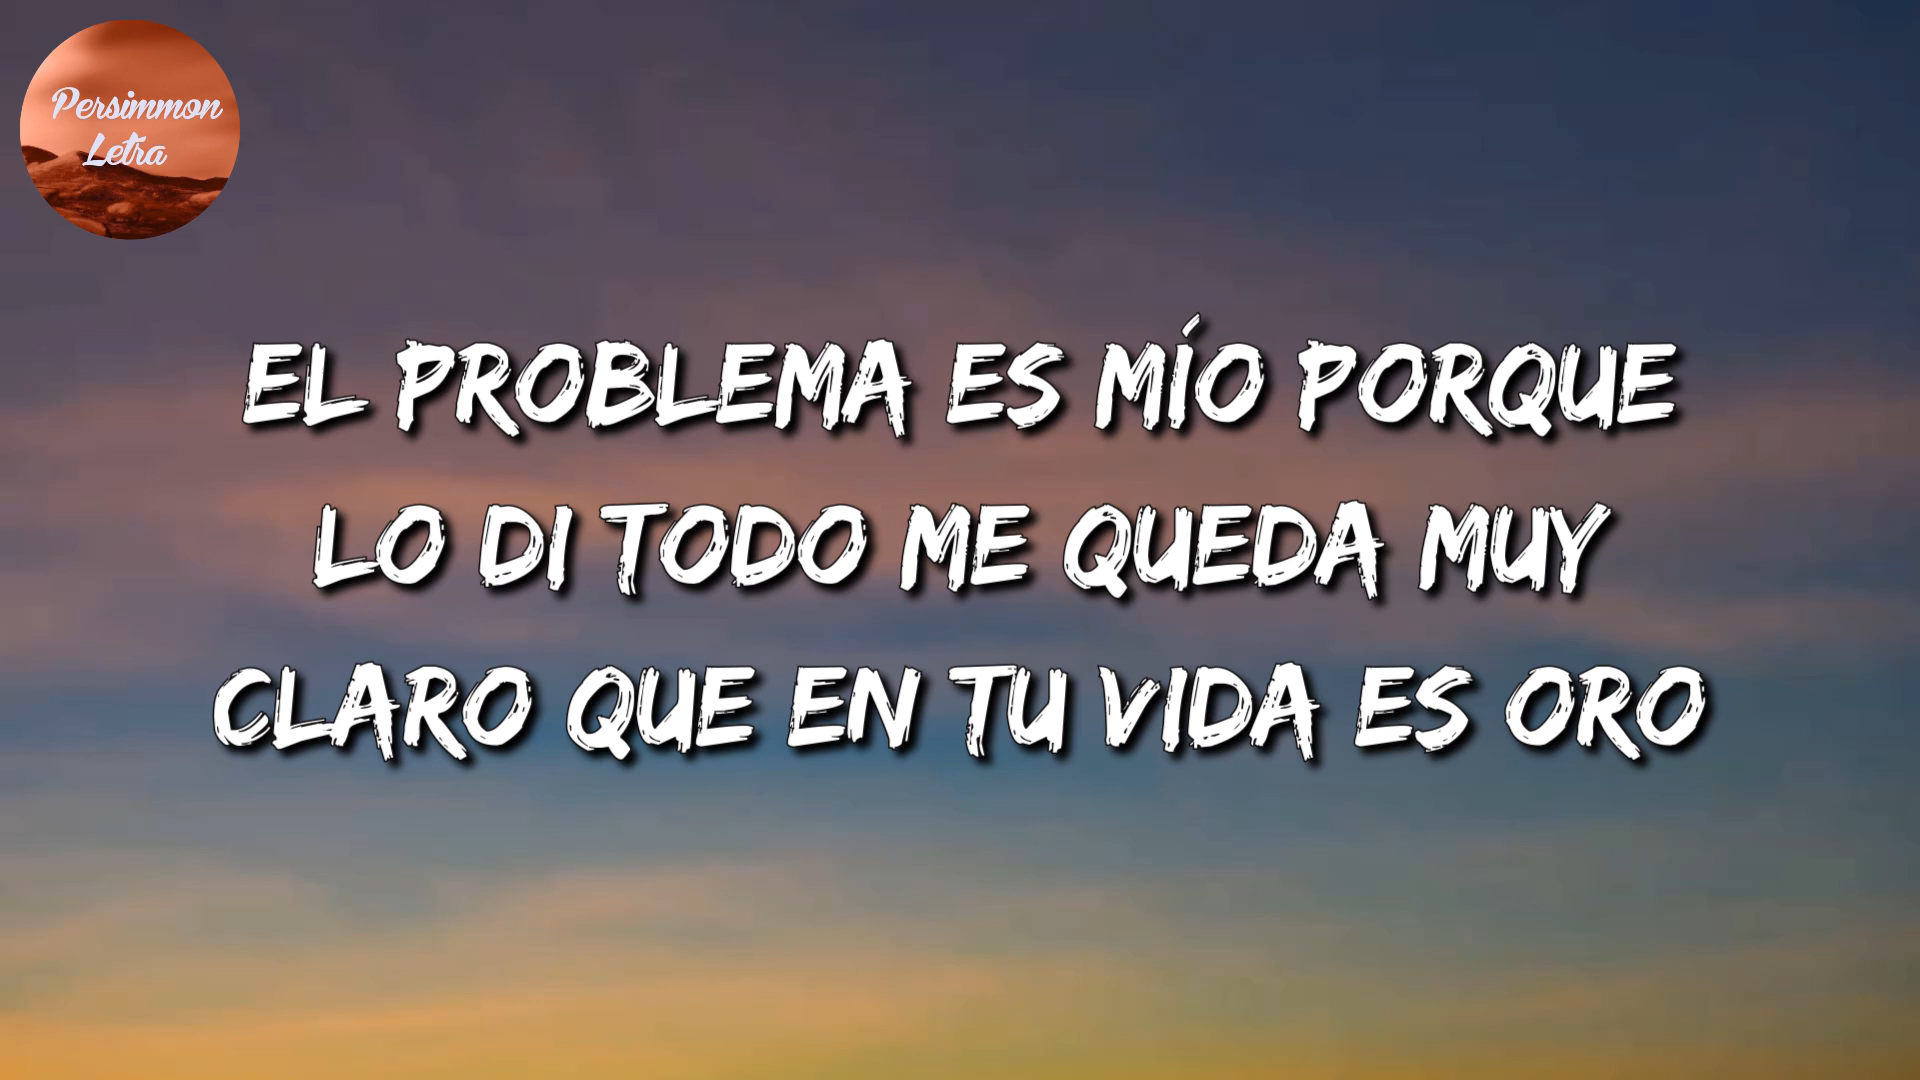 Persimmon
Letra
EL PROBLEMA ES MÍO PORQUE
LO DI TODO ME QUEDA MUY
CLARO QUE EN TU VIDA ES ORO